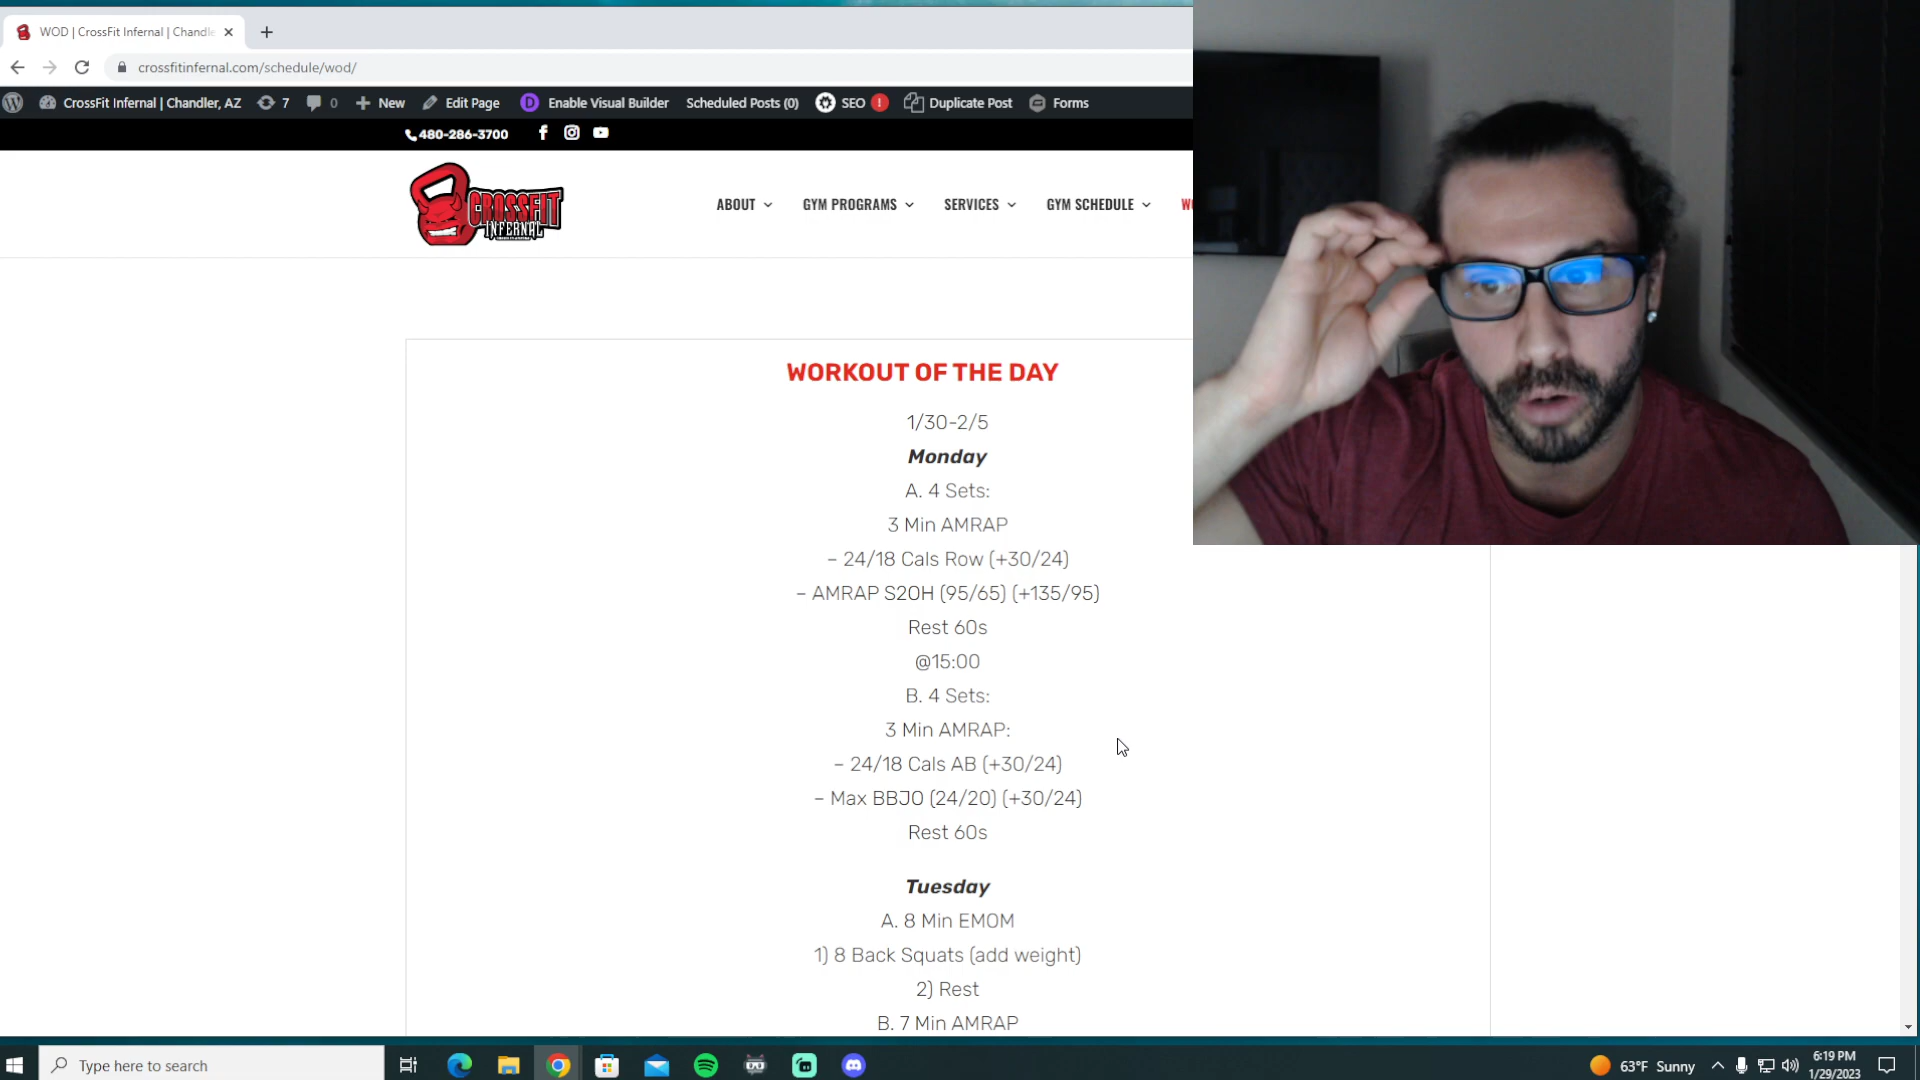 WOD | CrossFit Infernal | Chandle
crossfitinfernal.com/schedule/wod/
CrossFit Infernal | Chandler, AZ 7 0 New Edit Page D Enable Visual Builder Scheduled Posts (0) SEO ! Duplicate Post Forms
480-286-3700
CROSSFIT
INFERNAL
ABOUT GYM PROGRAMS SERVICES GYM SCHEDULE
WORKOUT OF THE DAY
1/30-2/5
Monday
A. 4 Sets:
3 Min AMRAP
– 24/18 Cals Row (+30/24)
– AMRAP S2OH (95/65) (+135/95)
Rest 60s
@15:00
B. 4 Sets:
3 Min AMRAP:
– 24/18 Cals AB (+30/24)
– Max BBJO (24/20) (+30/24)
Rest 60s
Tuesday
A. 8 Min EMOM
1) 8 Back Squats (add weight)
2) Rest
B. 7 Min AMRAP
Type here to search
63°F Sunny
6:19 PM
1/29/2023